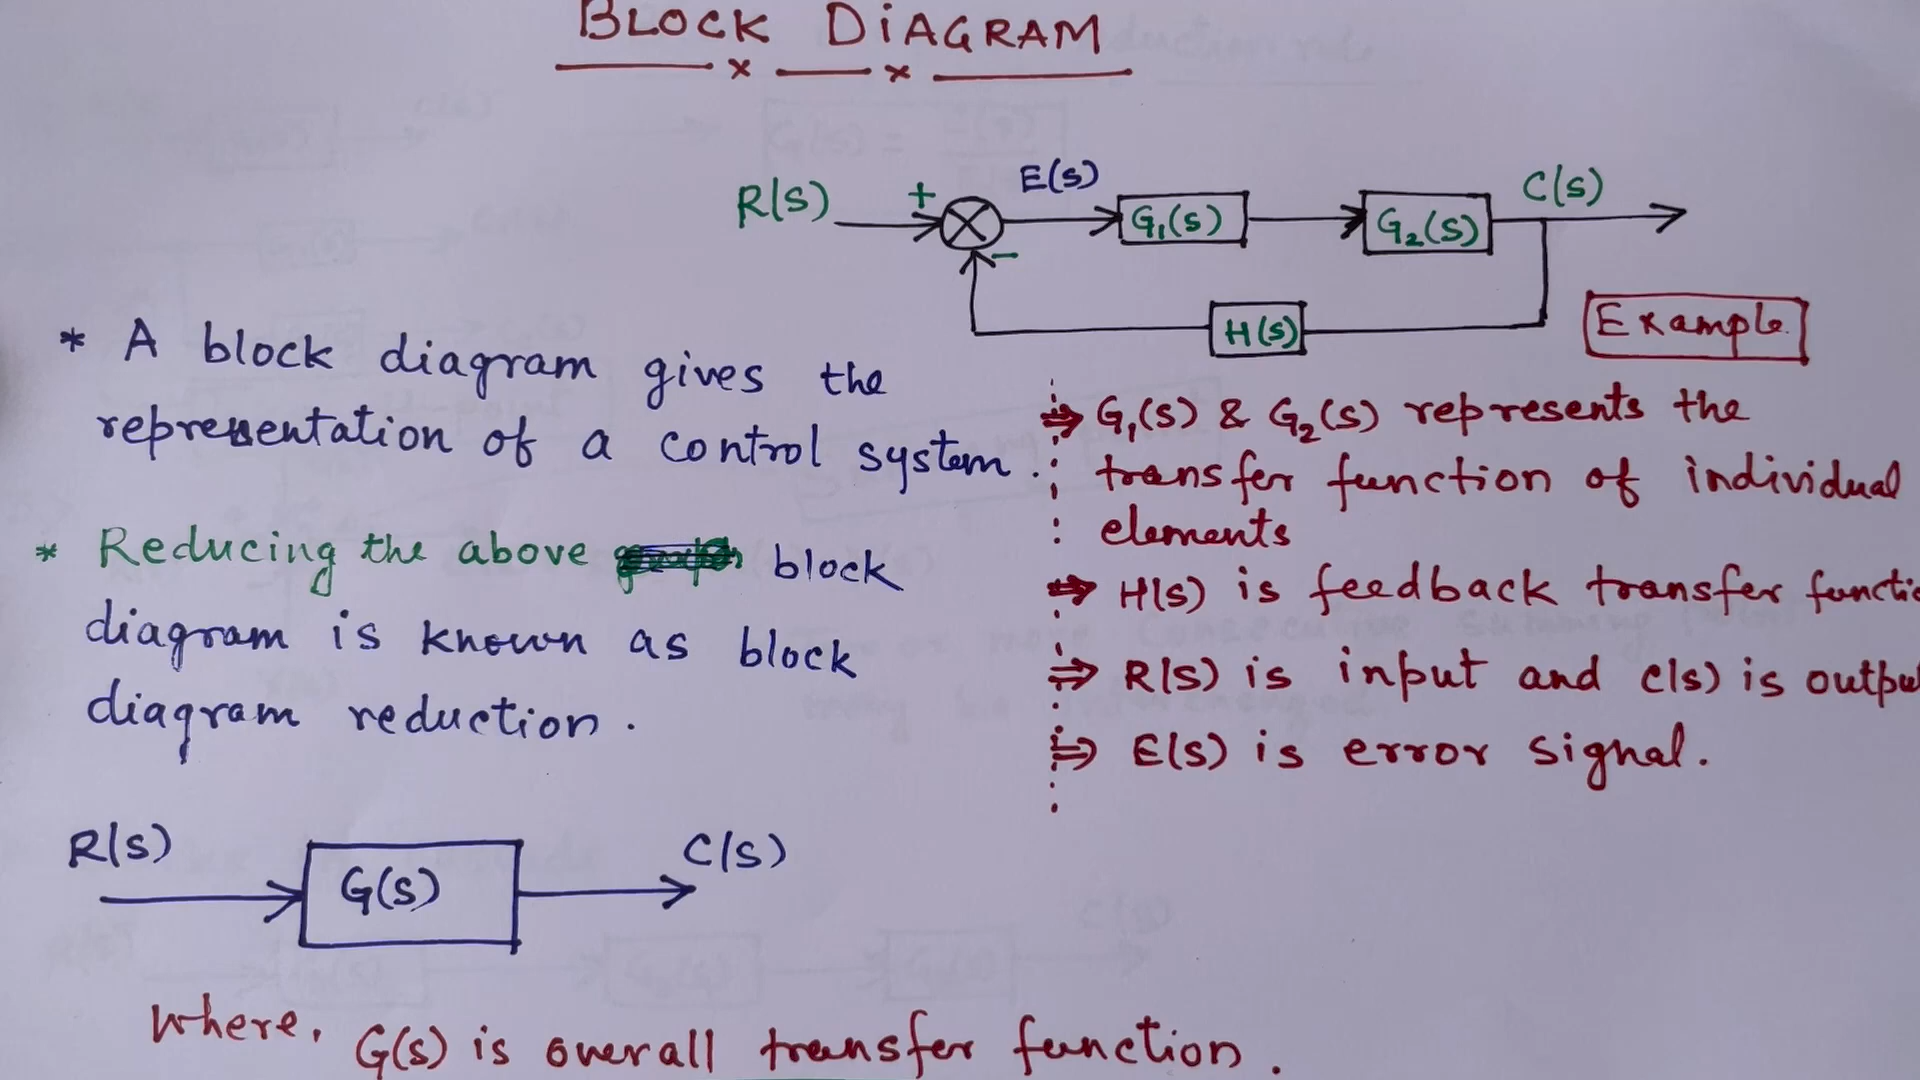 BLOCK DiAGRAM
R(S) + E(S) G₁(S) G₂(S) C(S)
-
H(S)
Example
* A block diagram gives the
representation of a control system.
* Reducing the above block
diagram is known as block
diagram reduction.
⇒ G₁(S) & G₂(S) represents the
transfer function of individual
elements
⇒ H(S) is feedback transfer functio
⇒ R(S) is input and C(S) is outpu
⇒ E(S) is error signal.
R(S) G(S) C(S)
Where, G(S) is overall transfer function.